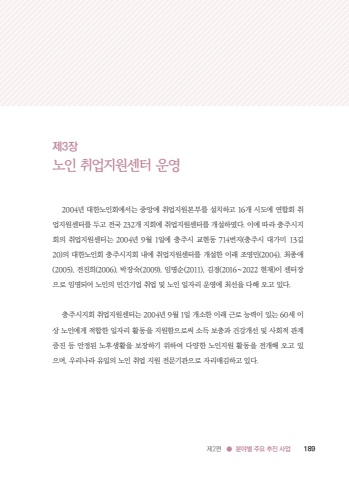 제3장
노인 취업지원센터 운영
2004년 대한노인회에서는 중앙에 취업지원본부를 설치하고 16개 시도에 연합회 취
업지원센터를 두고 전국 232개 지회에 취업지원센터를 개설하였다. 이에 따라 충주시지
회의 취업지원센터는 2004년 9월 1일에 충주시 교현동 714번지(충주시 대가미 13길
20)의 대한노인회 충주시지회 내에 취업지원센터를 개설한 이래 조영민(2004), 최종애
(2005), 전진희(2006), 박장숙(2009), 임명순(2011), 김경(2016~2022 현재)이 센터장
으로 임명되어 노인의 민간기업 취업 및 노인 일자리 운영에 최선을 다해 오고 있다.
충주시지회 취업지원센터는 2004년 9월 1일 개소한 이래 근로 능력이 있는 60세 이
상 노인에게 적합한 일자리 활동을 지원함으로써 소득 보충과 건강개선 및 사회적 관계
증진 등 안정된 노후생활을 보장하기 위하여 다양한 노인지원 활동을 전개해 오고 있
으며, 우리나라 유일의 노인 취업 지원 전문기관으로 자리매김하고 있다.
제2편 ● 분야별 주요 추진 사업 189